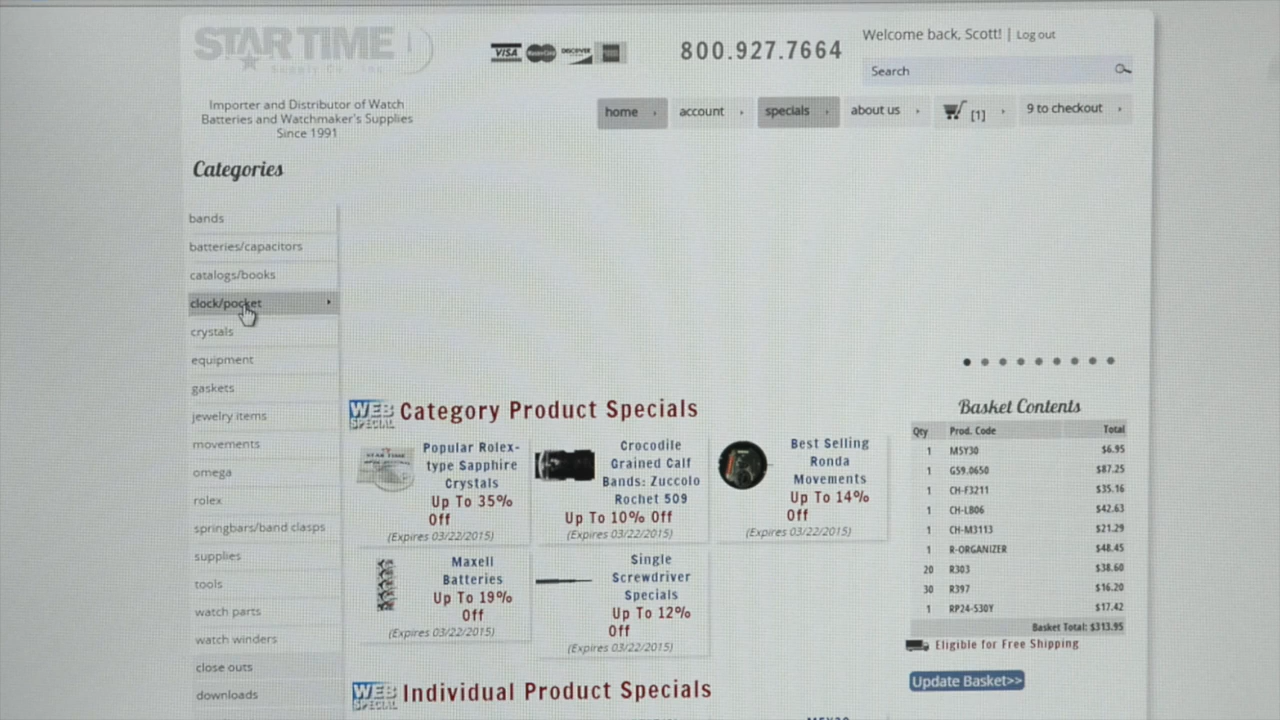 STAR TIME
Supply Co., Inc.
VISA MasterCard DISCOVER
800.927.7664
Welcome back, Scott! | Log out
Search
Importer and Distributor of Watch
Batteries and Watchmaker's Supplies
Since 1991
home
account
specials
about us
[1]
9 to checkout
Categories
bands
batteries/capacitors
catalogs/books
clock/pocket
crystals
equipment
gaskets
jewelry items
movements
omega
rolex
springbars/band clasps
supplies
tools
watch parts
watch winders
close outs
downloads
WEB SPECIAL Category Product Specials
Popular Rolex-
type Sapphire
Crystals
Up To 35%
Off
(Expires 03/22/2015)
Crocodile
Grained Calf
Bands: Zuccolo
Rochet 509
Up To 10% Off
(Expires 03/22/2015)
Best Selling
Ronda
Movements
Up To 14%
Off
(Expires 03/22/2015)
Maxell
Batteries
Up To 19%
Off
(Expires 03/22/2015)
Single
Screwdriver
Specials
Up To 12%
Off
(Expires 03/22/2015)
WEB SPECIAL Individual Product Specials
Basket Contents
Qty Prod. Code Total
1 MSY30 $6.95
1 G59.0650 $87.25
1 CH-F3211 $35.16
1 CH-L806 $42.63
1 CH-M3113 $21.29
1 R-ORGANIZER $48.45
20 R303 $38.60
30 R397 $16.20
1 RP24-530Y $17.42
Basket Total: $313.95
Eligible for Free Shipping
Update Basket>>